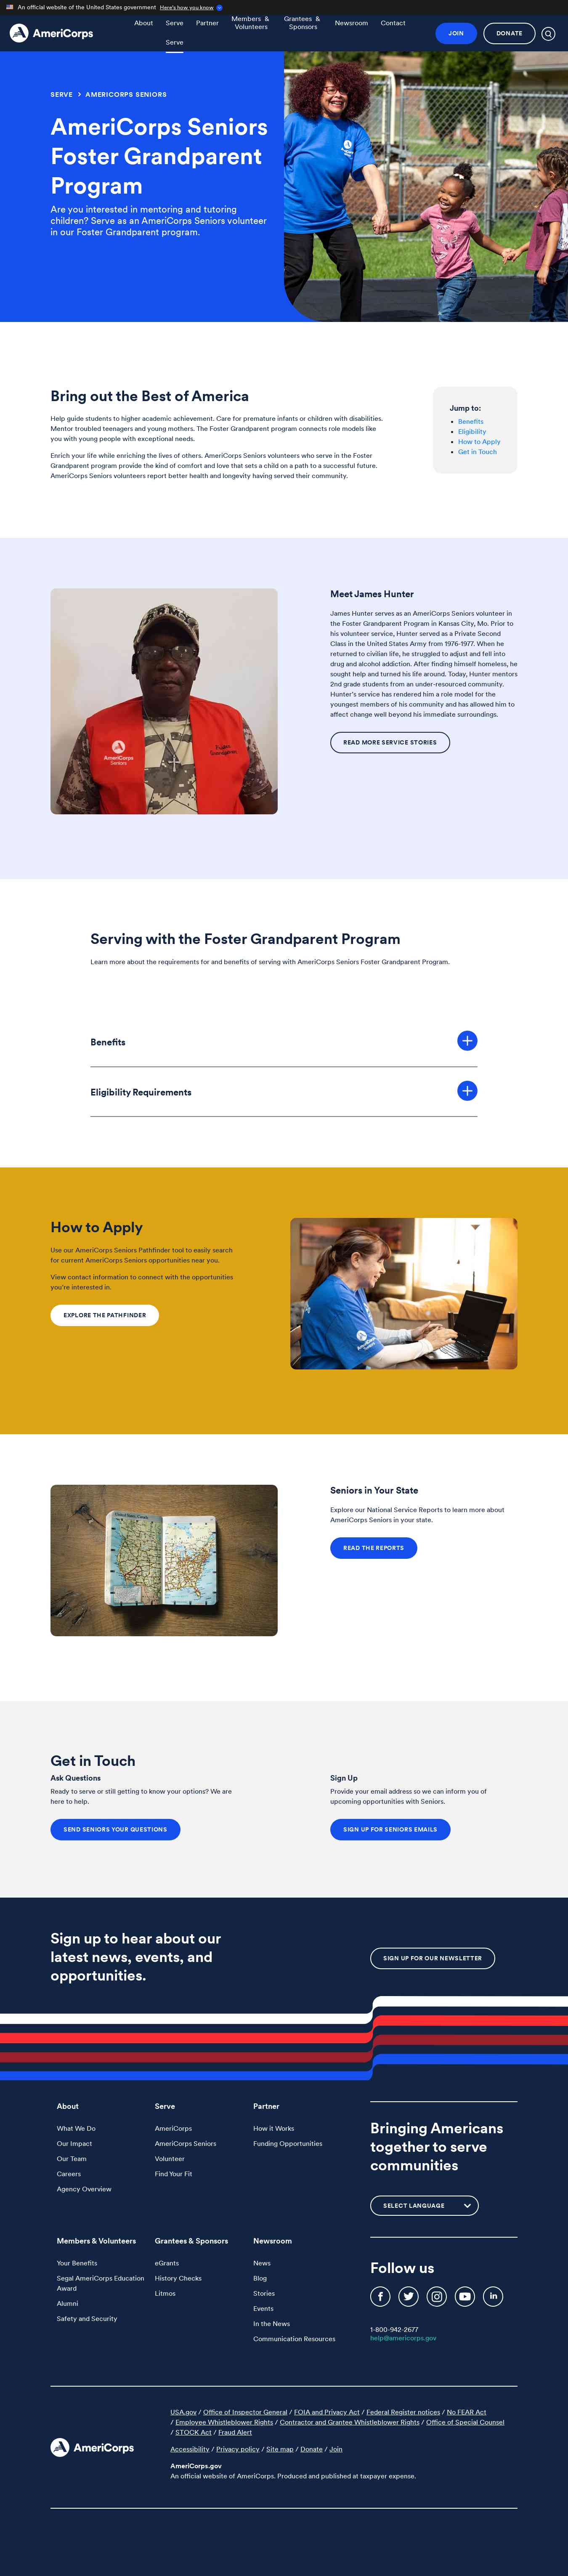 An official website of the United States government Here's how you know
AmeriCorps
About
Serve
Partner
Members &
Volunteers
Grantees &
Sponsors
Newsroom
Contact
JOIN
DONATE
Serve
SERVE > AMERICORPS SENIORS
AmeriCorps Seniors
Foster Grandparent
Program
Are you interested in mentoring and tutoring
children? Serve as an AmeriCorps Seniors volunteer
in our Foster Grandparent program.
Bring out the Best of America
Help guide students to higher academic achievement. Care for premature infants or children with disabilities.
Mentor troubled teenagers and young mothers. The Foster Grandparent program connects role models like
you with young people with exceptional needs.
Enrich your life while enriching the lives of others. AmeriCorps Seniors volunteers who serve in the Foster
Grandparent program provide the kind of comfort and love that sets a child on a path to a successful future.
AmeriCorps Seniors volunteers report better health and longevity having served their community.
Jump to:
Benefits
Eligibility
How to Apply
Get in Touch
AmeriCorps
Seniors
Meet James Hunter
James Hunter serves as an AmeriCorps Seniors volunteer in
the Foster Grandparent Program in Kansas City, Mo. Prior to
his volunteer service, Hunter served as a Private Second
Class in the United States Army from 1976-1977. When he
returned to civilian life, he struggled to adjust and fell into
drug and alcohol addiction. After finding himself homeless, he
sought help and turned his life around. Today, Hunter mentors
2nd grade students from an under-resourced community.
Hunter's service has rendered him a role model for the
youngest members of his community and has allowed him to
affect change well beyond his immediate surroundings.
READ MORE SERVICE STORIES
Serving with the Foster Grandparent Program
Learn more about the requirements for and benefits of serving with AmeriCorps Seniors Foster Grandparent Program.
Benefits
Eligibility Requirements
How to Apply
Use our AmeriCorps Seniors Pathfinder tool to easily search
for current AmeriCorps Seniors opportunities near you.
View contact information to connect with the opportunities
you're interested in.
EXPLORE THE PATHFINDER
Seniors in Your State
Explore our National Service Reports to learn more about
AmeriCorps Seniors in your state.
READ THE REPORTS
Get in Touch
Ask Questions
Ready to serve or still getting to know your options? We are
here to help.
SEND SENIORS YOUR QUESTIONS
Sign Up
Provide your email address so we can inform you of
upcoming opportunities with Seniors.
SIGN UP FOR SENIORS EMAILS
Sign up to hear about our
latest news, events, and
opportunities.
SIGN UP FOR OUR NEWSLETTER
About
What We Do
Our Impact
Our Team
Careers
Agency Overview
Serve
AmeriCorps
AmeriCorps Seniors
Volunteer
Find Your Fit
Partner
How it Works
Funding Opportunities
Bringing Americans
together to serve
communities
SELECT LANGUAGE
Members & Volunteers
Your Benefits
Segal AmeriCorps Education
Award
Alumni
Safety and Security
Grantees & Sponsors
eGrants
History Checks
Litmos
Newsroom
News
Blog
Stories
Events
In the News
Communication Resources
Follow us
1-800-942-2677
help@americorps.gov
AmeriCorps
USA.gov / Office of Inspector General / FOIA and Privacy Act / Federal Register notices / No FEAR Act
/ Employee Whistleblower Rights / Contractor and Grantee Whistleblower Rights / Office of Special Counsel
/ STOCK Act / Fraud Alert
Accessibility / Privacy policy / Site map / Donate / Join
AmeriCorps.gov
An official website of AmeriCorps. Produced and published at taxpayer expense.